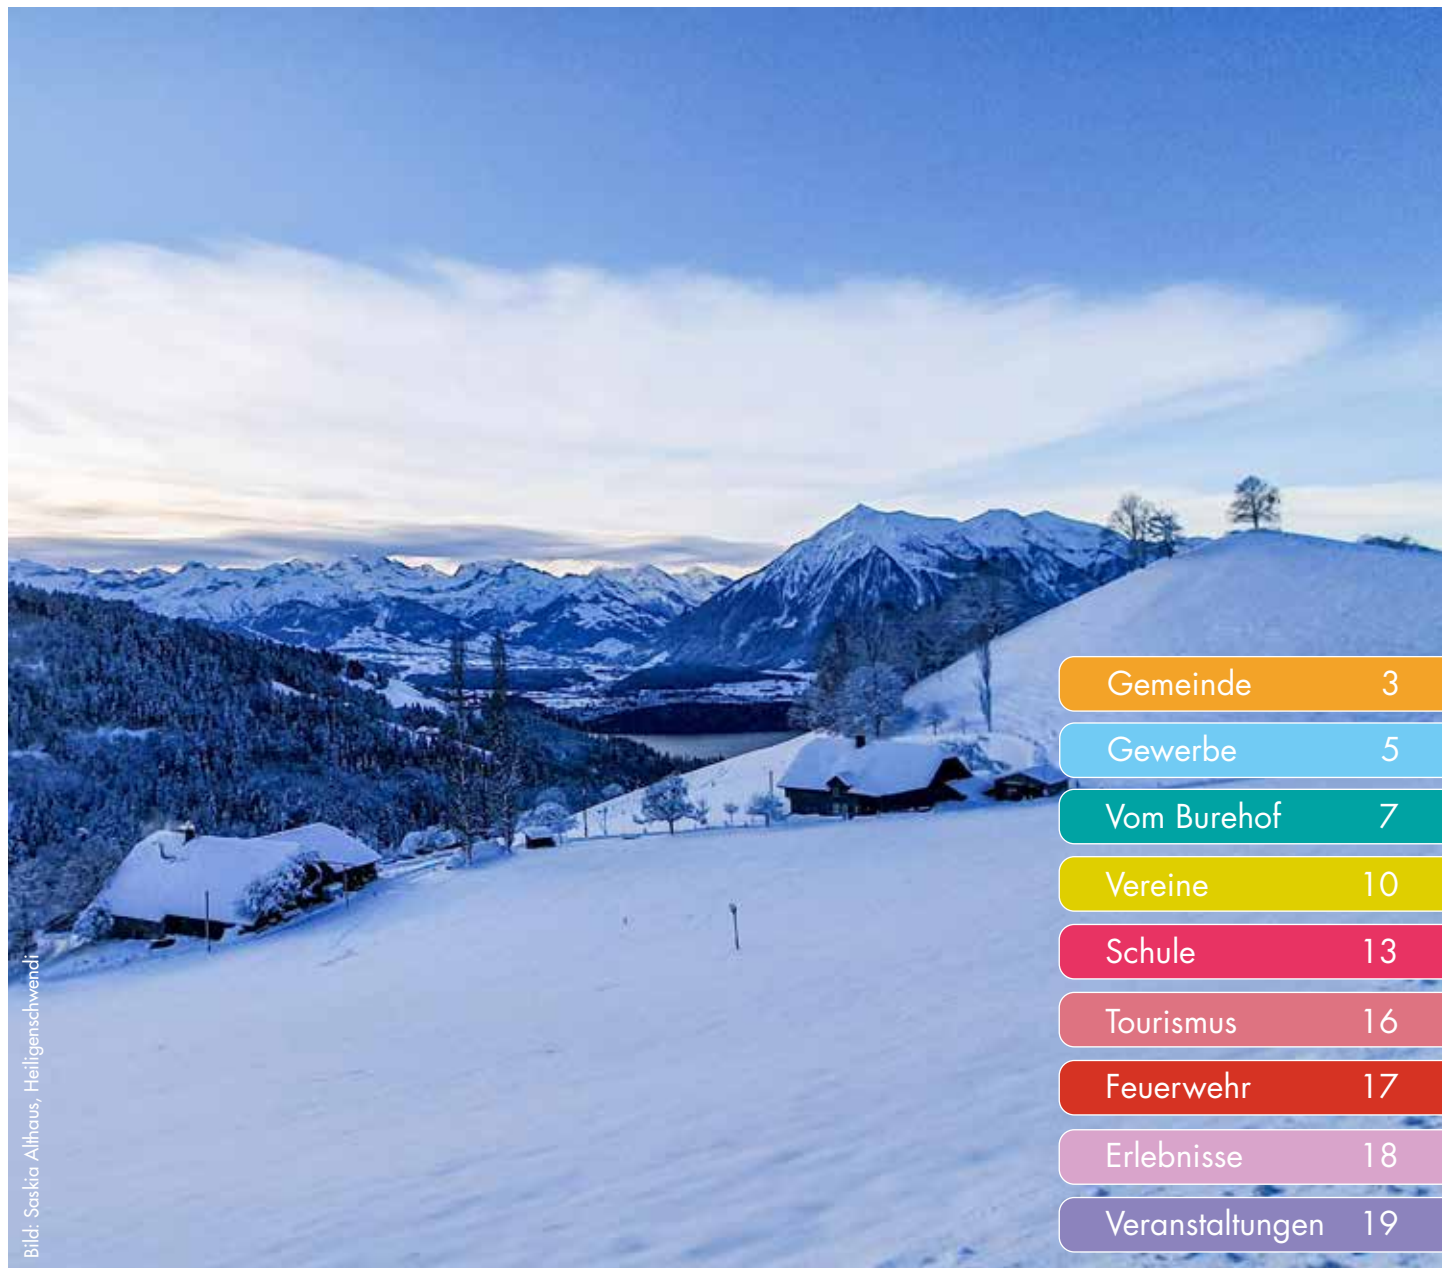 Gemeinde 3
Gewerbe 5
Vom Burehof 7
Vereine 10
Schule 13
Tourismus 16
Feuerwehr 17
Erlebnisse 18
Veranstaltungen 19
Bild: Saskia Althaus, Heiligenschwendi